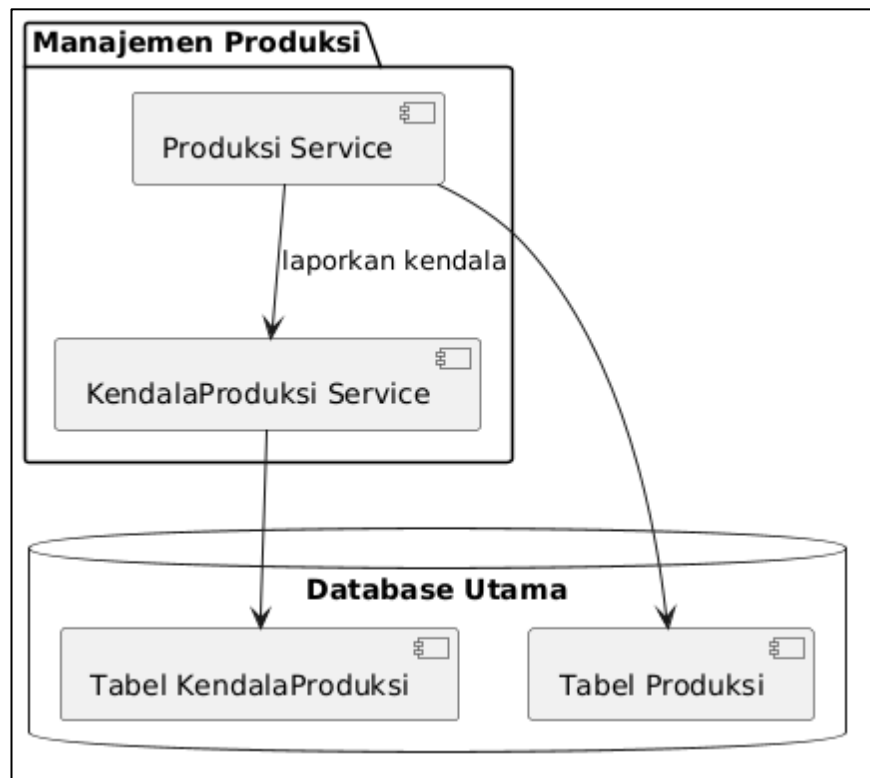 Manajemen Produksi
Produksi Service
laporkan kendala
KendalaProduksi Service
Database Utama
Tabel KendalaProduksi
Tabel Produksi